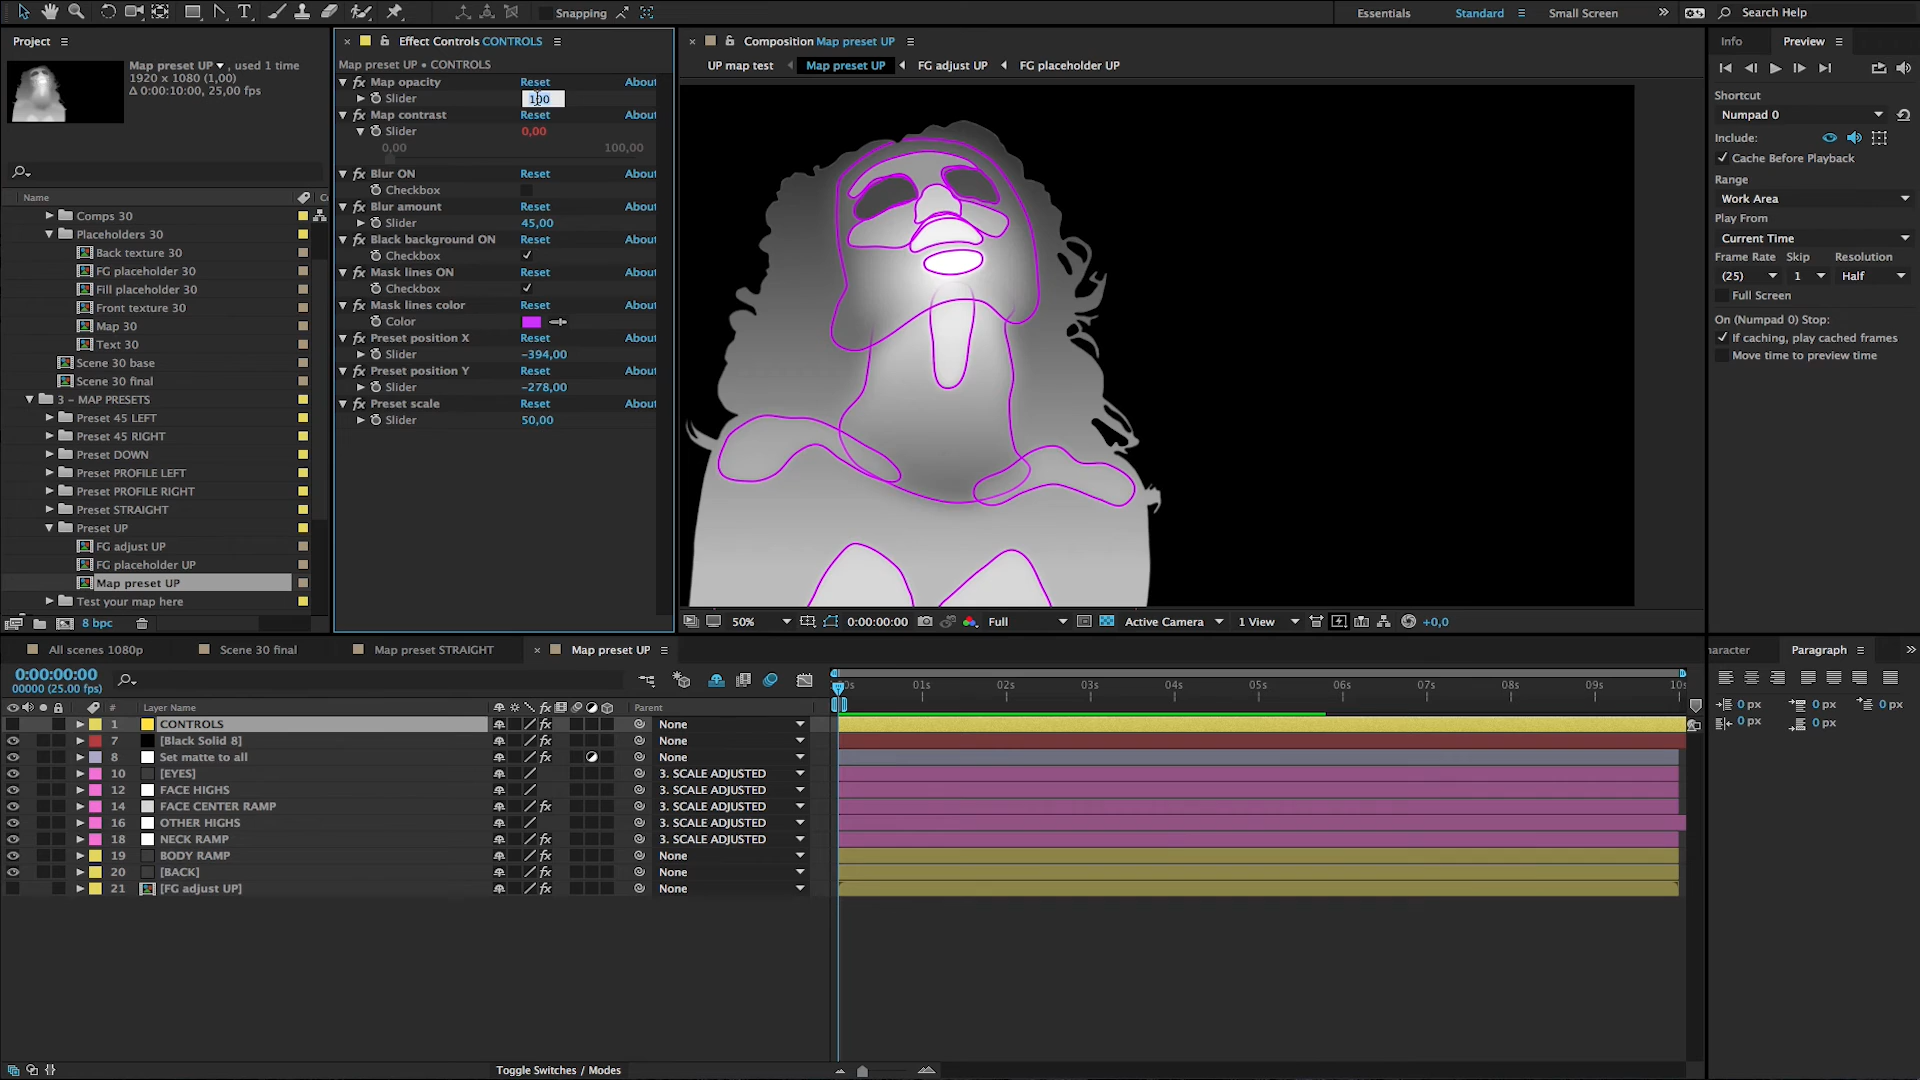 Snapping
Essentials
Standard
Small Screen
Search Help
Project
Effect Controls CONTROLS
Composition Map preset UP
Info
Preview
Map preset UP , used 1 time
1920 x 1080 (1,00)
Δ 0:00:10:00, 25,00 fps
Map preset UP • CONTROLS
UP map test
Map preset UP
FG adjust UP
FG placeholder UP
Map opacity Reset About
Slider 100
Map contrast Reset About
Slider 0,00
0,00 100,00
Blur ON Reset About
Checkbox
Blur amount Reset About
Slider 45,00
Black background ON Reset About
Checkbox
Mask lines ON Reset About
Checkbox
Mask lines color Reset About
Color
Preset position X Reset About
Slider -394,00
Preset position Y Reset About
Slider -278,00
Preset scale Reset About
Slider 50,00
Name
Comps 30
Placeholders 30
Back texture 30
FG placeholder 30
Fill placeholder 30
Front texture 30
Map 30
Text 30
Scene 30 base
Scene 30 final
3 – MAP PRESETS
Preset 45 LEFT
Preset 45 RIGHT
Preset DOWN
Preset PROFILE LEFT
Preset PROFILE RIGHT
Preset STRAIGHT
Preset UP
FG adjust UP
FG placeholder UP
Map preset UP
Test your map here
8 bpc
50%
0:00:00:00
Full
Active Camera
1 View
+0,0
Shortcut
Numpad 0
Include:
Cache Before Playback
Range
Work Area
Play From
Current Time
Frame Rate Skip Resolution
(25) 1 Half
Full Screen
On (Numpad 0) Stop:
If caching, play cached frames
Move time to preview time
All scenes 1080p
Scene 30 final
Map preset STRAIGHT
Map preset UP
aracter
Paragraph
0:00:00:00
00000 (25.00 fps)
01s 02s 03s 04s 05s 06s 07s 08s 09s 10s
# Layer Name fx Parent
1 CONTROLS fx None
7 [Black Solid 8] fx None
8 Set matte to all fx None
10 [EYES] 3. SCALE ADJUSTED
12 FACE HIGHS 3. SCALE ADJUSTED
14 FACE CENTER RAMP fx 3. SCALE ADJUSTED
16 OTHER HIGHS 3. SCALE ADJUSTED
18 NECK RAMP fx 3. SCALE ADJUSTED
19 BODY RAMP fx None
20 [BACK] fx None
21 [FG adjust UP] fx None
0 px 0 px 0 px
0 px 0 px
Toggle Switches / Modes